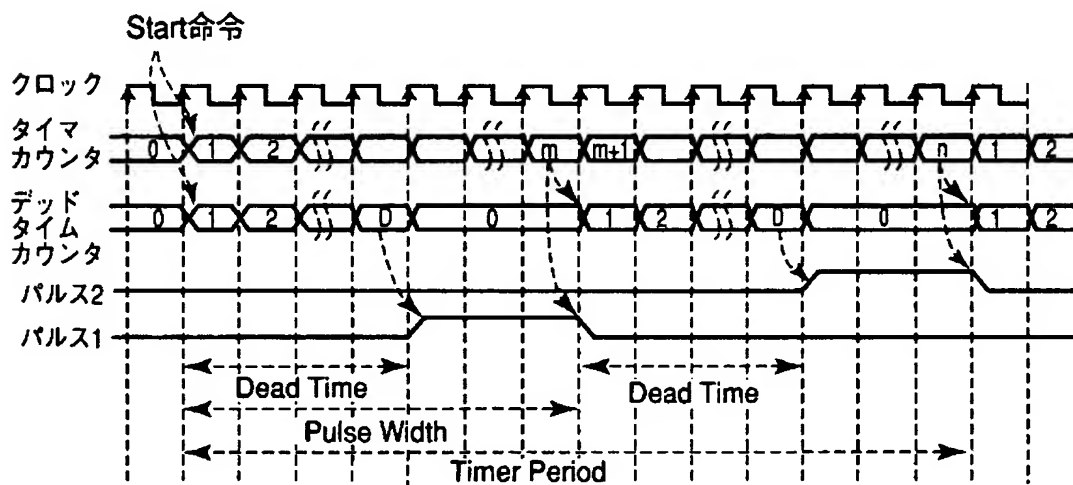 Start命令
クロック
タイマ
カウンタ
0 1 2 m m+1 n 1 2
デッド
タイム
カウンタ
0 1 2 D 0 1 2 D 0 1 2
パルス2
パルス1
Dead Time
Dead Time
Pulse Width
Timer Period